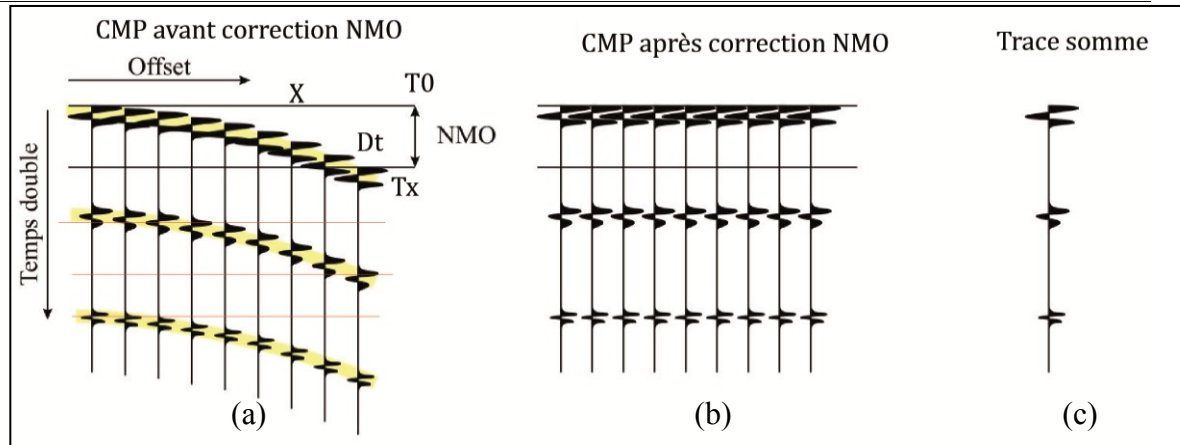 CMP avant correction NMO
Offset
X
T0
Dt
NMO
Tx
Temps double
(a)
CMP après correction NMO
(b)
Trace somme
(c)